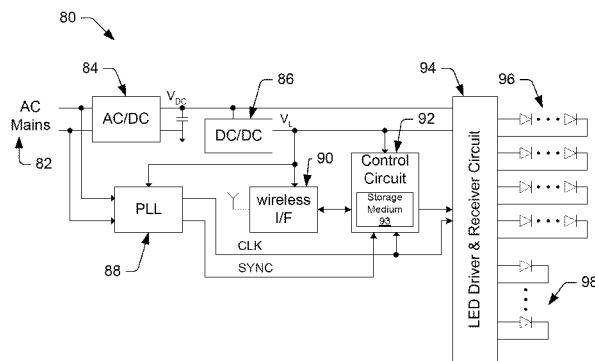 80
84
86
94
96
AC
Mains
AC/DC
VDC
DC/DC
VL
92
82
90
Control
Circuit
Storage
Medium
93
PLL
wireless
I/F
88
CLK
SYNC
LED Driver & Receiver Circuit
98